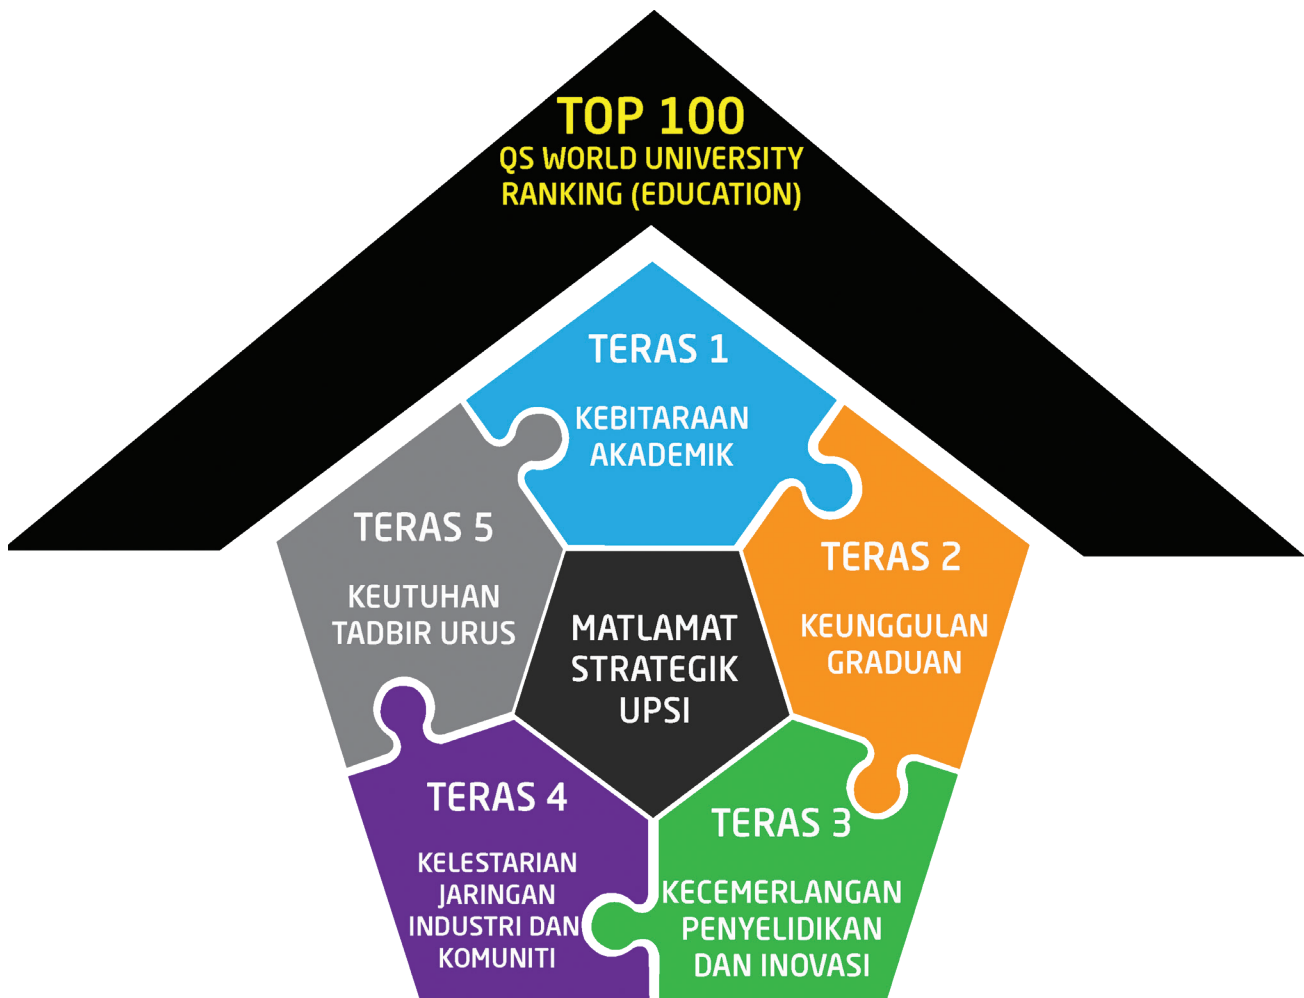 TOP 100
QS WORLD UNIVERSITY
RANKING (EDUCATION)
TERAS 1
KEBITARAAN
AKADEMIK
TERAS 2
KEUNGGULAN
GRADUAN
TERAS 3
KECEMERLANGAN
PENYELIDIKAN
DAN INOVASI
TERAS 4
KELESTARIAN
JARINGAN
INDUSTRI DAN
KOMUNITI
TERAS 5
KEUTUHAN
TADBIR URUS
MATLAMAT
STRATEGIK
UPSI